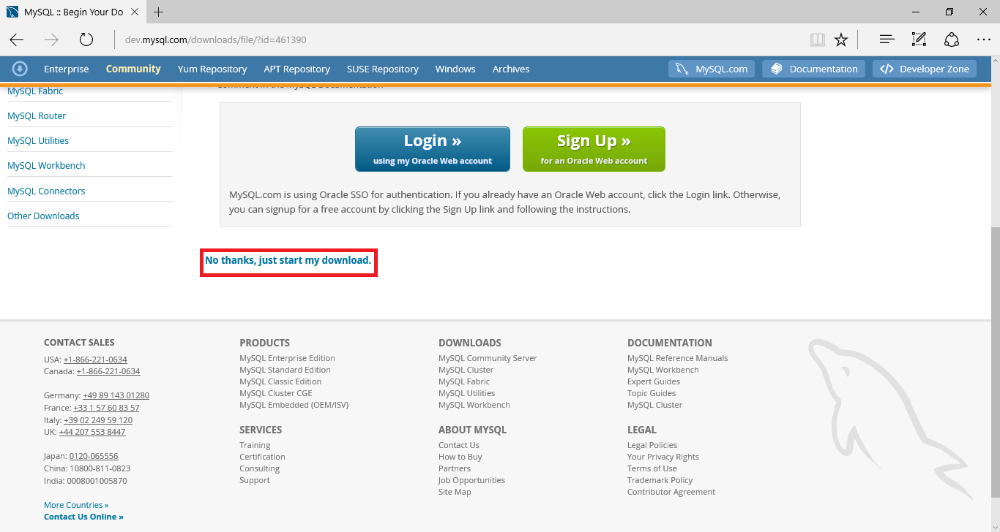 MySQL :: Begin Your Do
dev.mysql.com/downloads/file/?id=461390
Enterprise Community Yum Repository APT Repository SUSE Repository Windows Archives MySQL.com Documentation Developer Zone
comment in the MySQL Documentation
MySQL Fabric
MySQL Router
MySQL Utilities
MySQL Workbench
MySQL Connectors
Other Downloads
Login »
using my Oracle Web account
Sign Up »
for an Oracle Web account
MySQL.com is using Oracle SSO for authentication. If you already have an Oracle Web account, click the Login link. Otherwise,
you can signup for a free account by clicking the Sign Up link and following the instructions.
No thanks, just start my download.
CONTACT SALES
USA: +1-866-221-0634
Canada: +1-866-221-0634
Germany: +49 89 143 01280
France: +33 1 57 60 83 57
Italy: +39 02 249 59 120
UK: +44 207 553 8447
Japan: 0120-065556
China: 10800-811-0823
India: 0008001005870
More Countries »
Contact Us Online »
PRODUCTS
MySQL Enterprise Edition
MySQL Standard Edition
MySQL Classic Edition
MySQL Cluster CGE
MySQL Embedded (OEM/ISV)
SERVICES
Training
Certification
Consulting
Support
DOWNLOADS
MySQL Community Server
MySQL Cluster
MySQL Fabric
MySQL Utilities
MySQL Workbench
ABOUT MYSQL
Contact Us
How to Buy
Partners
Job Opportunities
Site Map
DOCUMENTATION
MySQL Reference Manuals
MySQL Workbench
Expert Guides
Topic Guides
MySQL Cluster
LEGAL
Legal Policies
Your Privacy Rights
Terms of Use
Trademark Policy
Contributor Agreement